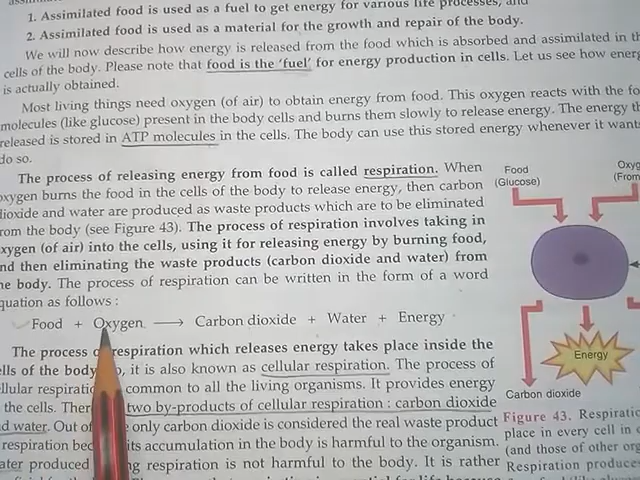 1. Assimilated food is used as a fuel to get energy for various life processes, and
2. Assimilated food is used as a material for the growth and repair of the body.
We will now describe how energy is released from the food which is absorbed and assimilated in th
cells of the body. Please note that food is the 'fuel' for energy production in cells. Let us see how energ
is actually obtained.
Most living things need oxygen (of air) to obtain energy from food. This oxygen reacts with the fo
molecules (like glucose) present in the body cells and burns them slowly to release energy. The energy t
released is stored in ATP molecules in the cells. The body can use this stored energy whenever it want
do so.
The process of releasing energy from food is called respiration. When
oxygen burns the food in the cells of the body to release energy, then carbon
dioxide and water are produced as waste products which are to be eliminated
rom the body (see Figure 43). The process of respiration involves taking in
xygen (of air) into the cells, using it for releasing energy by burning food,
nd then eliminating the waste products (carbon dioxide and water) from
he body. The process of respiration can be written in the form of a word
quation as follows :
Food + Oxygen ⟶ Carbon dioxide + Water + Energy
The process respiration which releases energy takes place inside the
lls of the body it is also known as cellular respiration. The process of
llular respiratio common to all the living organisms. It provides energy
the cells. Ther two by-products of cellular respiration : carbon dioxide
d water. Out of only carbon dioxide is considered the real waste product
respiration bec its accumulation in the body is harmful to the organism.
ater produced ng respiration is not harmful to the body. It is rather
Food
(Glucose)
Oxyg
(From
Energy
Carbon dioxide
Figure 43. Respiratio
place in every cell in
(and those of other org
Respiration produce